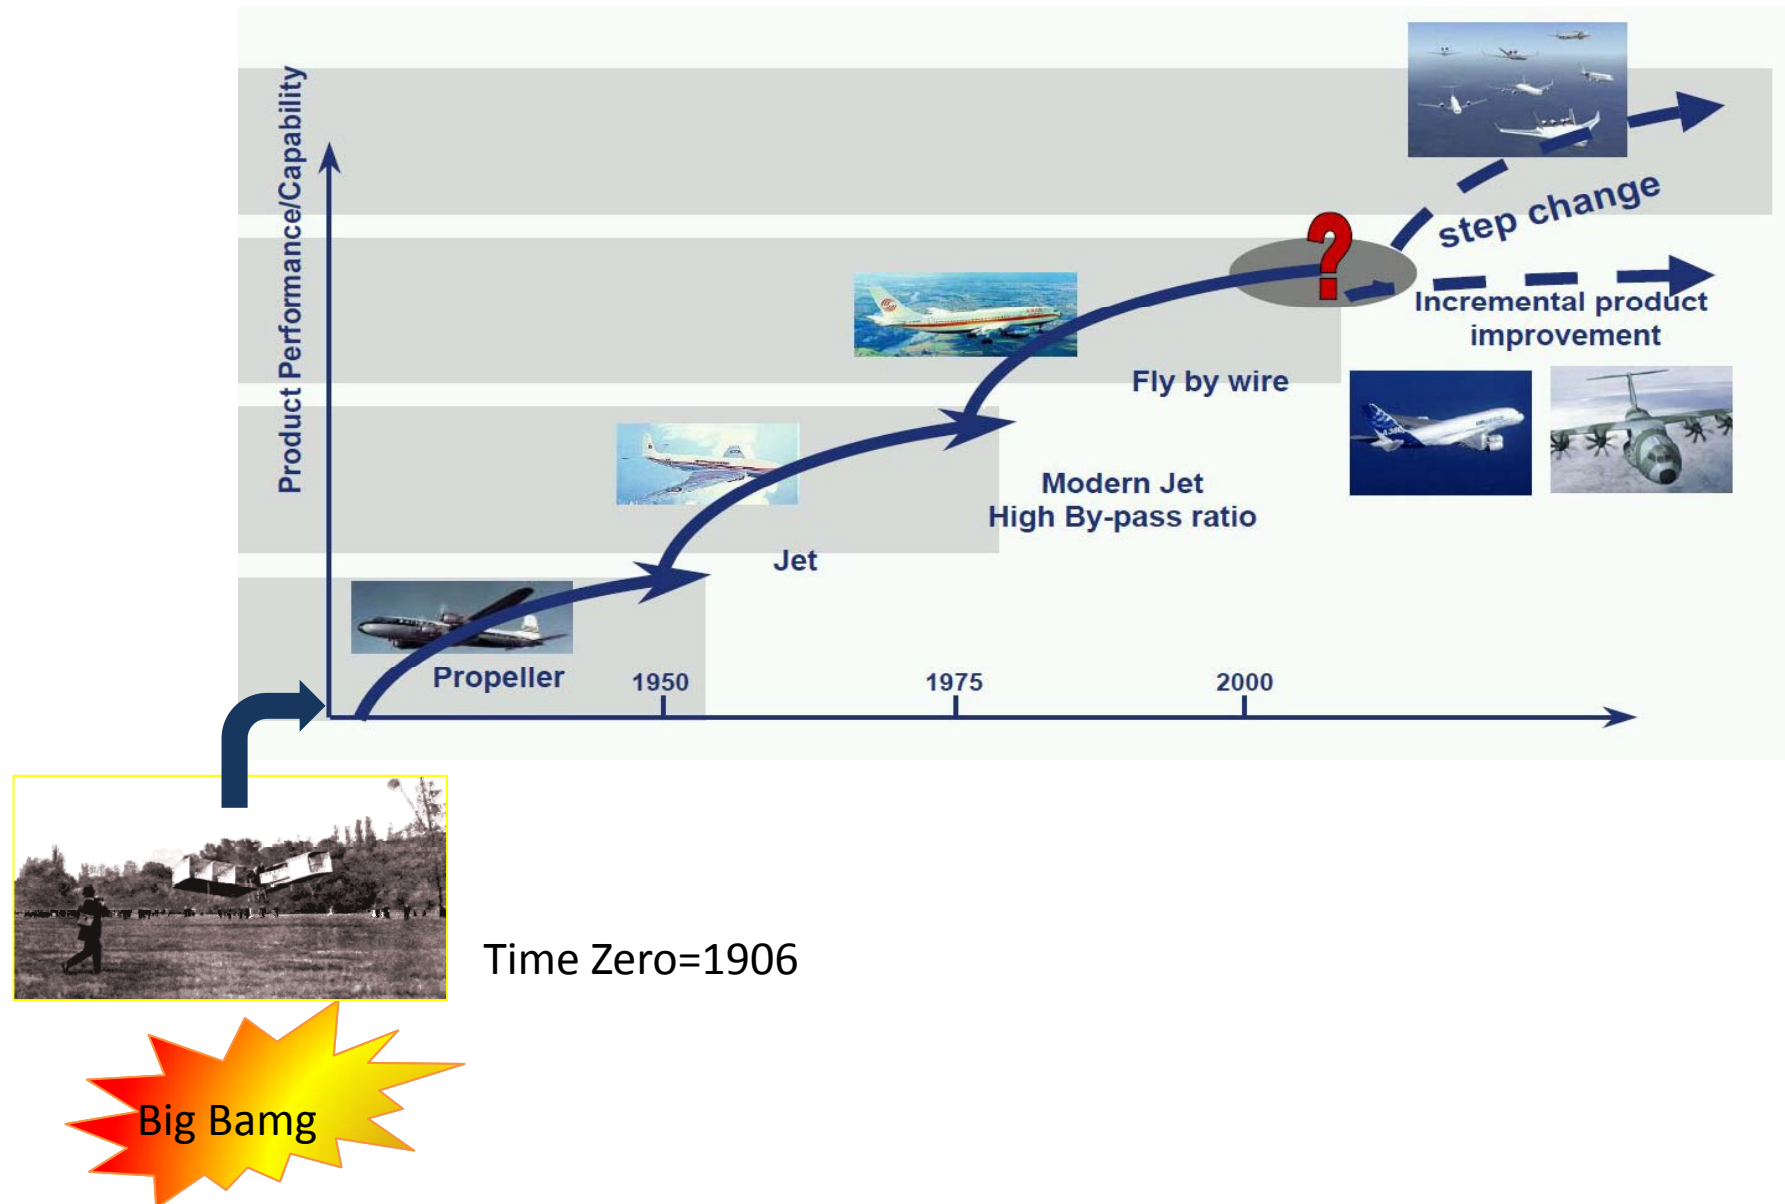 Product Performance/Capability
step change
Incremental product
improvement
Fly by wire
Modern Jet
High By-pass ratio
Jet
Propeller
1950
1975
2000
Time Zero=1906
Big Bamg
?